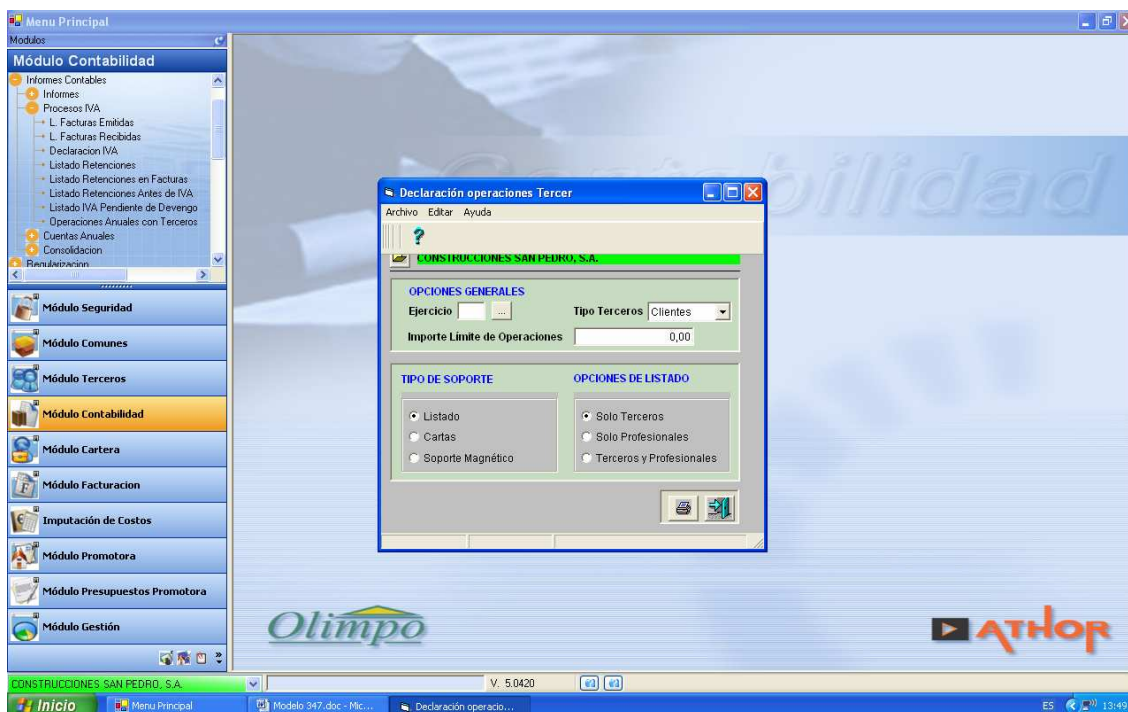 Menu Principal
Modulos
Módulo Contabilidad
Informes Contables
Informes
Procesos IVA
L. Facturas Emitidas
L. Facturas Recibidas
Declaracion IVA
Listado Retenciones
Listado Retenciones en Facturas
Listado Retenciones Antes de IVA
Listado IVA Pendiente de Devengo
Operaciones Anuales con Terceros
Cuentas Anuales
Consolidacion
Regularizacion
Módulo Seguridad
Módulo Comunes
Módulo Terceros
Módulo Contabilidad
Módulo Cartera
Módulo Facturacion
Imputación de Costos
Módulo Promotora
Módulo Presupuestos Promotora
Módulo Gestión
Contabilidad
Declaración operaciones Tercer
Archivo Editar Ayuda
CONSTRUCCIONES SAN PEDRO, S.A.
OPCIONES GENERALES
Ejercicio ... Tipo Terceros Clientes
Importe Límite de Operaciones 0,00
TIPO DE SOPORTE OPCIONES DE LISTADO
Listado Solo Terceros
Cartas Solo Profesionales
Soporte Magnético Terceros y Profesionales
Olimpo
ATHOR
CONSTRUCCIONES SAN PEDRO, S.A. V. 5.0420
Inicio Menu Principal Modelo 347.doc - Mic... Declaración operacio... ES 13:49